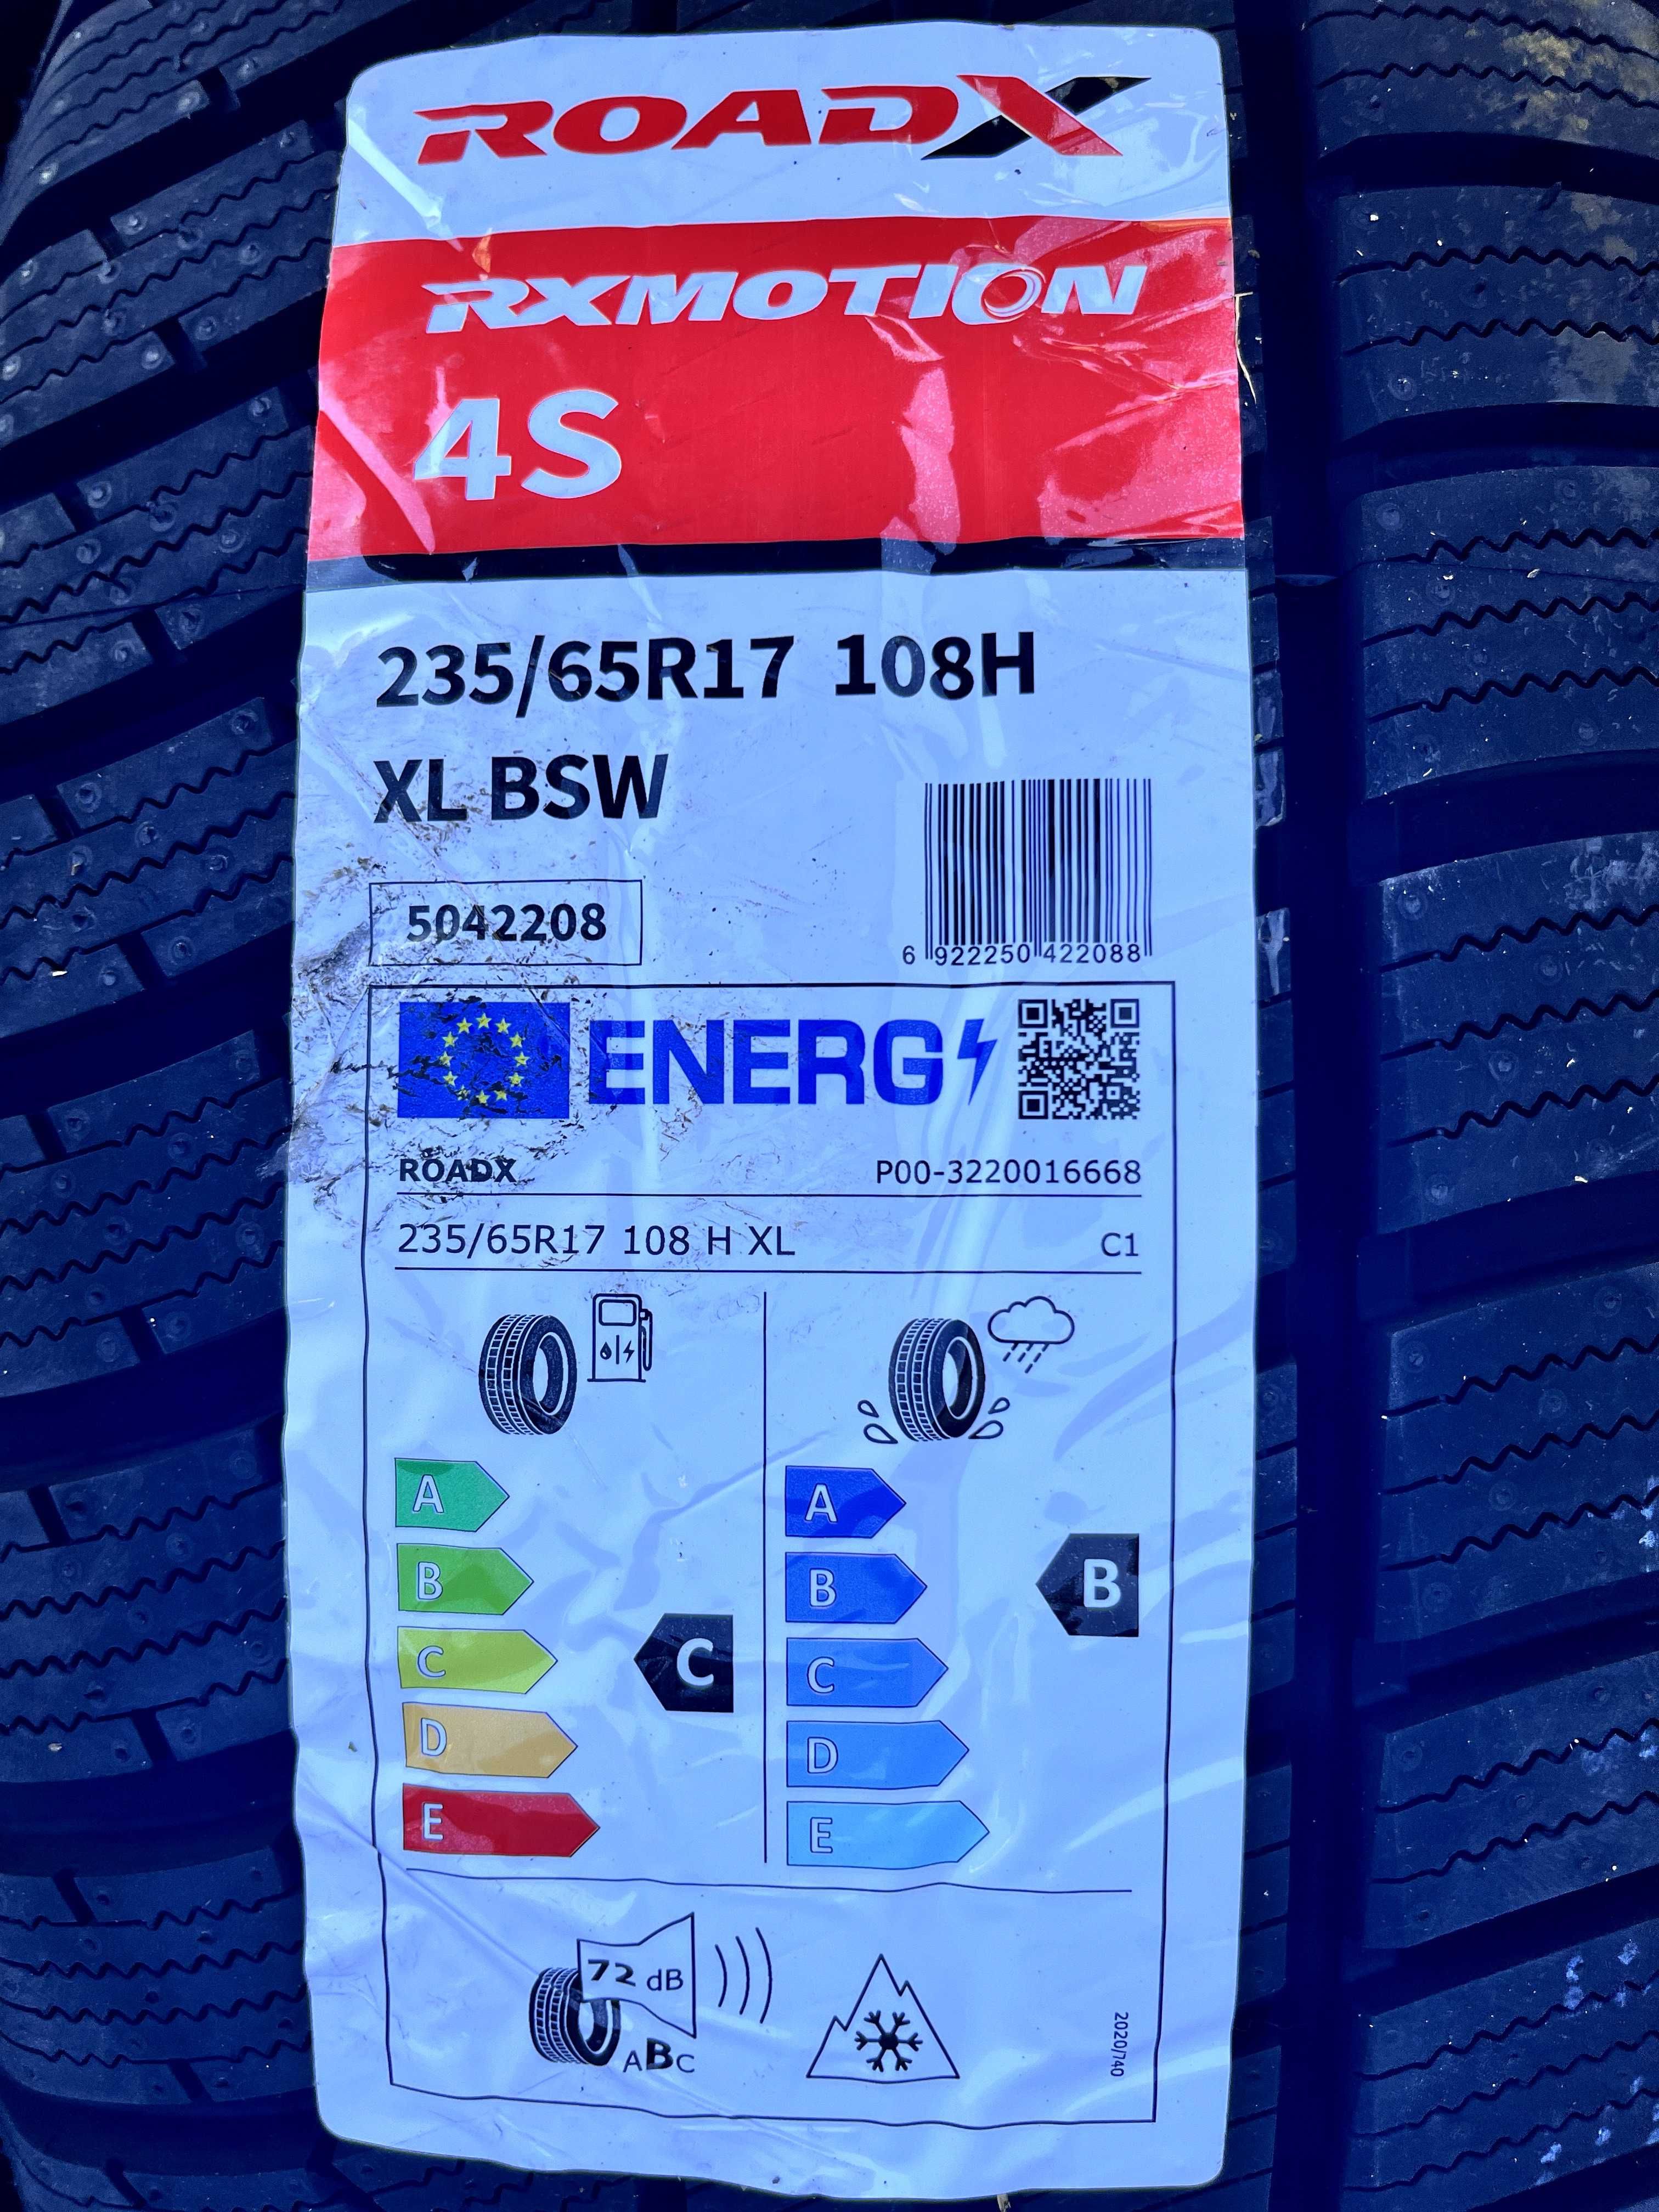 ROADX
RXMOTION
4S
235/65R17 108H
XL BSW
5042208
6 922250 422088
ENERG
ROADX P00-3220016668
235/65R17 108 H XL C1
A A
B B B
C C C
D D
E E
72 dB
ABC
2020/740